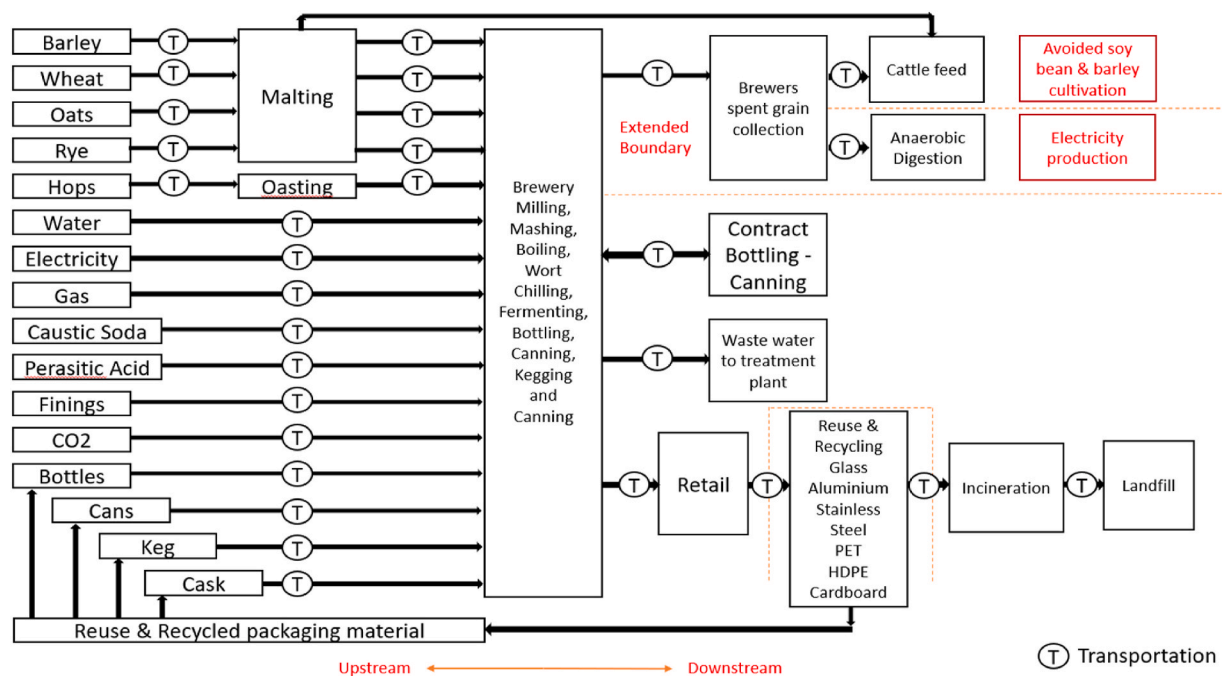 Barley
T
T
Wheat
T
T
Oats
T
T
Rye
T
T
Hops
T
T
Malting
Oasting
Water
T
Electricity
T
Gas
T
Caustic Soda
T
Perasitic Acid
T
Finings
T
CO2
T
Bottles
T
Cans
T
Keg
T
Cask
T
Reuse & Recycled packaging material
Brewery
Milling,
Mashing,
Boiling,
Wort
Chilling,
Fermenting,
Bottling,
Canning,
Kegging
and
Canning
T
Extended
Boundary
Brewers
spent grain
collection
T
Cattle feed
Avoided soy
bean & barley
cultivation
T
Anaerobic
Digestion
Electricity
production
T
Contract
Bottling -
Canning
T
Waste water
to treatment
plant
T
Retail
T
Reuse &
Recycling
Glass
Aluminium
Stainless
Steel
PET
HDPE
Cardboard
T
Incineration
T
Landfill
Upstream
Downstream
T Transportation